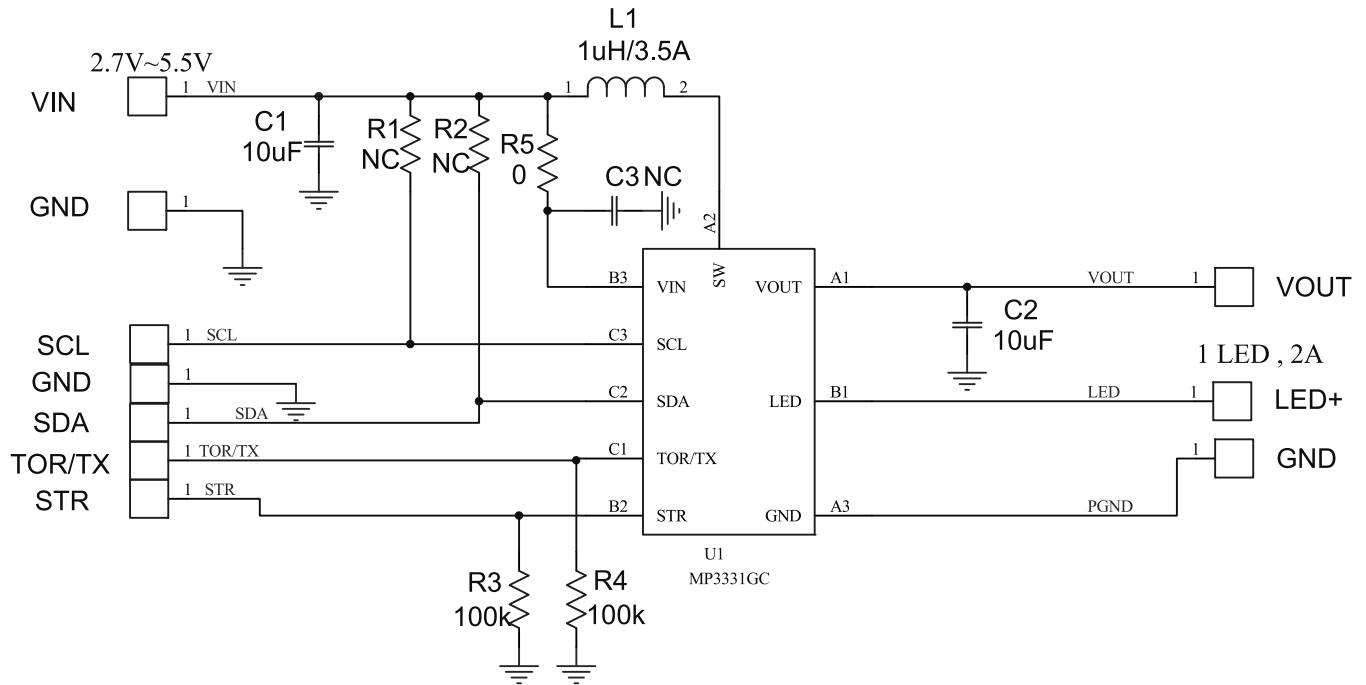 L1
1uH/3.5A
2.7V~5.5V
VIN
1 VIN
1 2
C1
10uF
R1
NC
R2
NC
R5
0
C3 NC
GND
1
A2
SW
B3 VIN
VOUT A1
VOUT 1
VOUT
C2
10uF
SCL
1 SCL
C3 SCL
GND
1
1 LED , 2A
SDA
1 SDA
C2 SDA
LED B1
LED 1
LED+
TOR/TX
1 TOR/TX
C1 TOR/TX
1
GND
STR
1 STR
B2 STR
GND A3
PGND
U1
MP3331GC
R3
100k
R4
100k